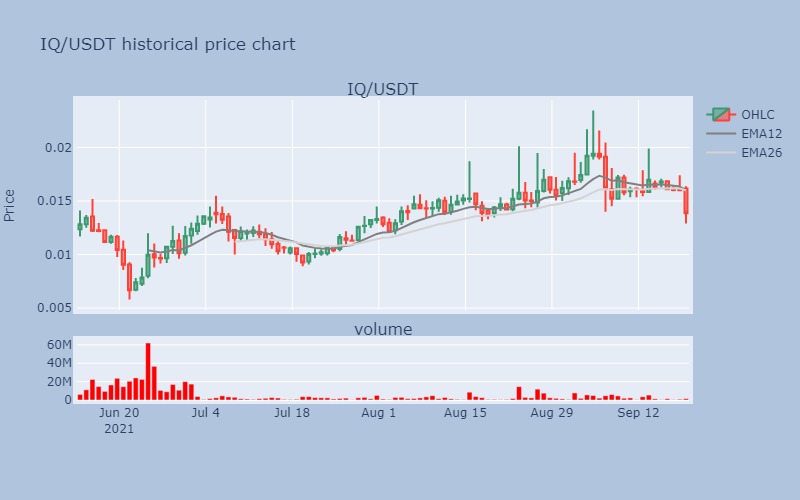 IQ/USDT historical price chart
IQ/USDT
OHLC
EMA12
EMA26
Price
0.02
0.015
0.01
0.005
volume
60M
40M
20M
0
Jun 20
2021
Jul 4
Jul 18
Aug 1
Aug 15
Aug 29
Sep 12